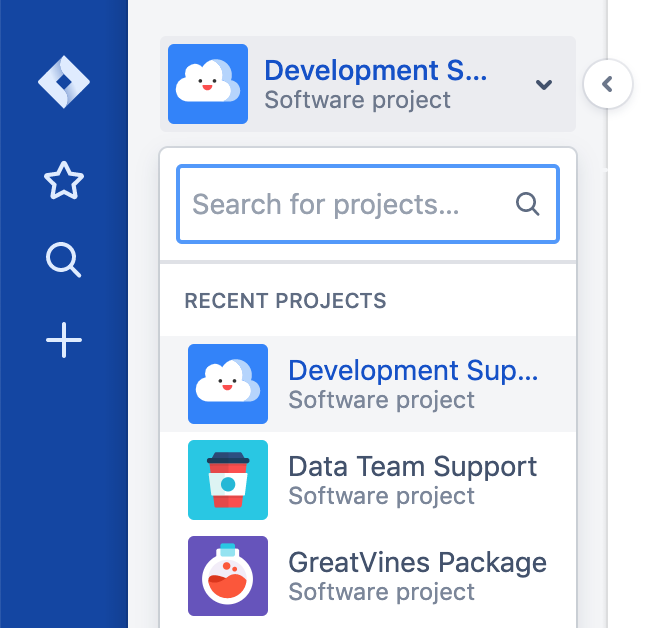 Development S...
Software project
Search for projects...
RECENT PROJECTS
Development Sup...
Software project
Data Team Support
Software project
GreatVines Package
Software project